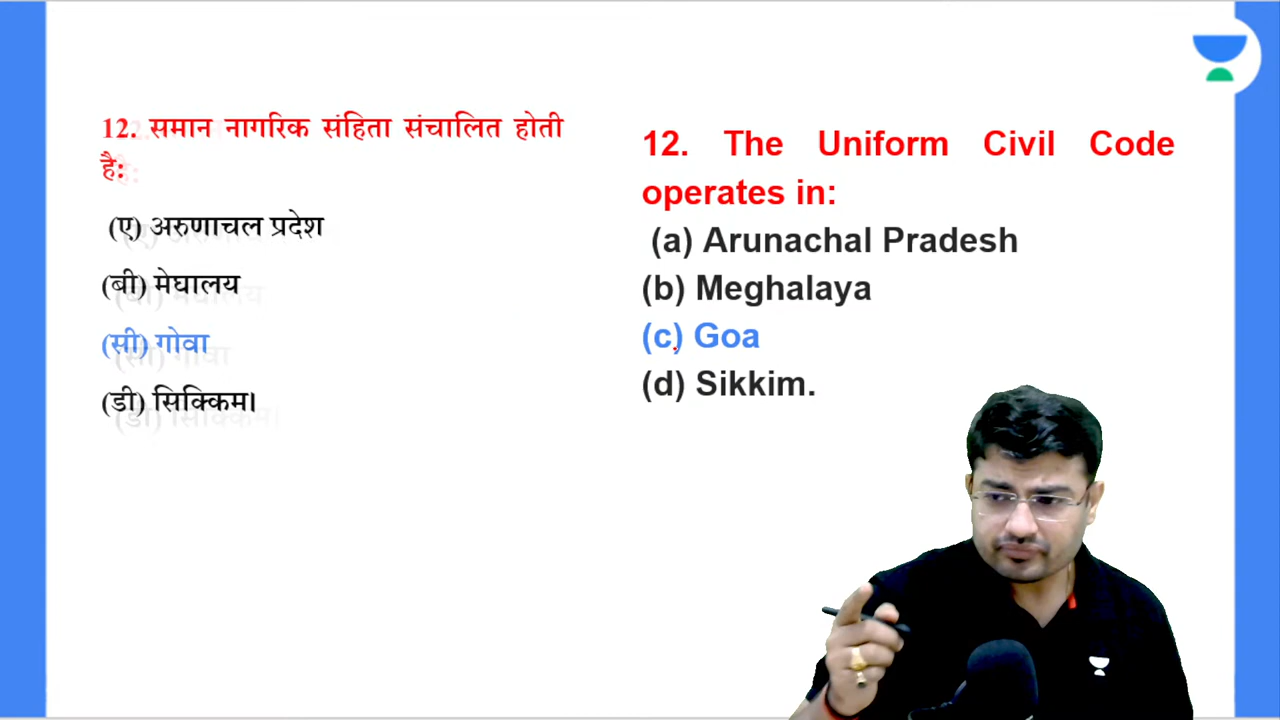 12. समान नागरिक संहिता संचालित होती
है:
(ए) अरुणाचल प्रदेश
(बी) मेघालय
(सी) गोवा
(डी) सिक्किम।
12. The Uniform Civil Code
operates in:
(a) Arunachal Pradesh
(b) Meghalaya
(c) Goa
(d) Sikkim.